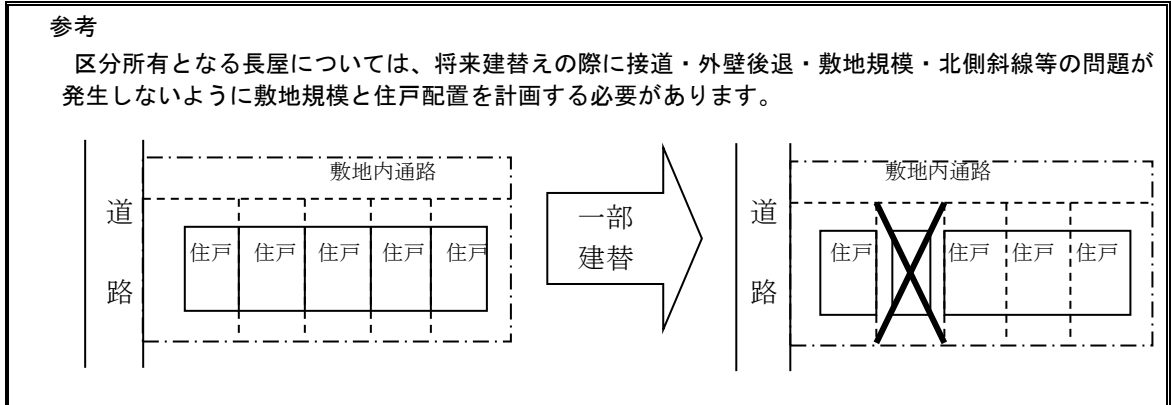 参考
区分所有となる長屋については、将来建替えの際に接道・外壁後退・敷地規模・北側斜線等の問題が
発生しないように敷地規模と住戸配置を計画する必要があります。
敷地内通路
道
路
住戸
住戸
住戸
住戸
住戸
一部
建替
敷地内通路
道
路
住戸
住戸
住戸
住戸